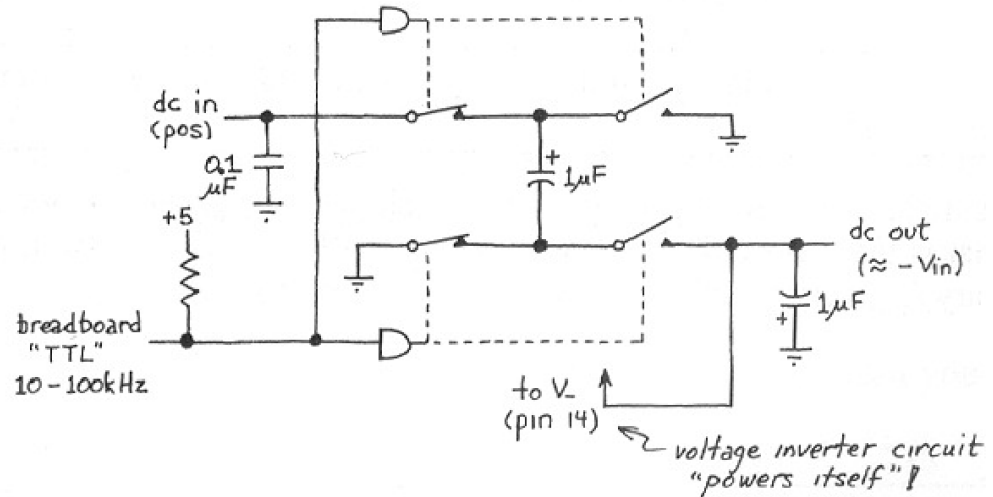 dc in
(pos)
0.1
µF
+5
+
1µF
dc out
(≈ -Vin)
1µF
+
breadboard
"TTL"
10-100kHz
to V_
(pin 14)
voltage inverter circuit
"powers itself"!